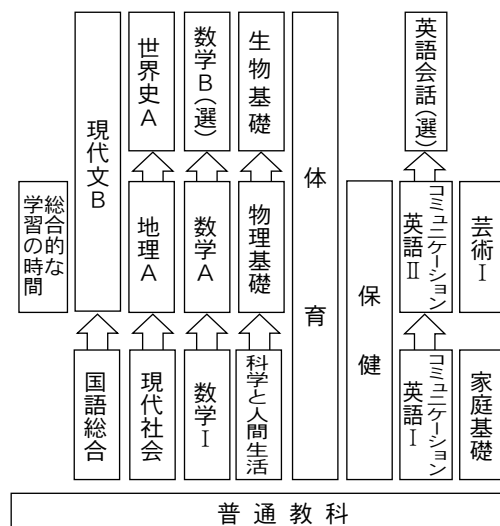 総合的な
学習の時間
現代文B
国語総合
世界史A
地理A
現代社会
数学B(選)
数学A
数学Ⅰ
生物基礎
物理基礎
科学と人間生活
体育
保健
英語会話(選)
コミュニケーション
英語Ⅱ
コミュニケーション
英語Ⅰ
芸術Ⅰ
家庭基礎
普通教科